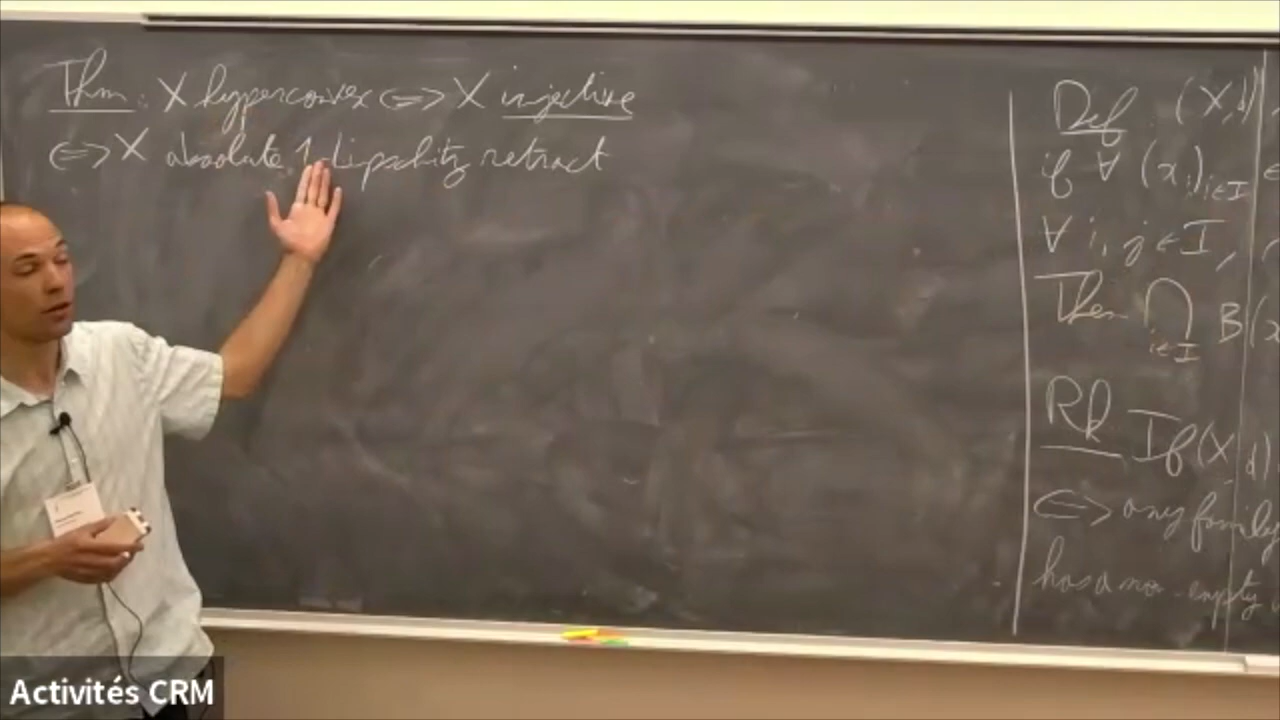 Thm : X hyperconvex ⇔ X injective
⇔ X absolute 1-Lipschitz retract
Def (X,d)
if ∀ (x_i)_{i∈I} ∈
∀ i, j ∈ I,
Then ⋂_{i∈I} B(x
Rk If (X,d)
⇔ any family
has a non-empty
Activités CRM